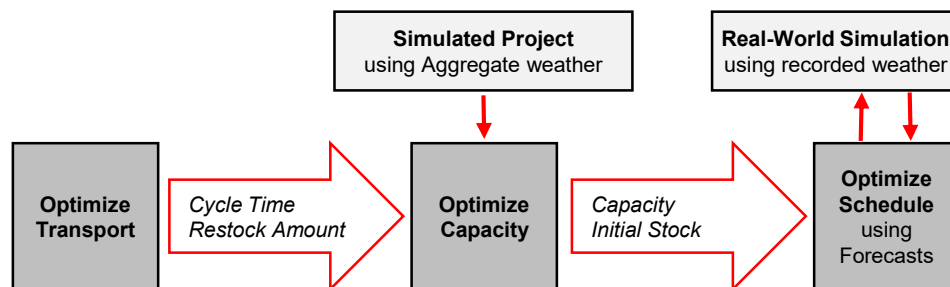 Simulated Project
using Aggregate weather
Real-World Simulation
using recorded weather
Optimize
Transport
Cycle Time
Restock Amount
Optimize
Capacity
Capacity
Initial Stock
Optimize
Schedule
using
Forecasts